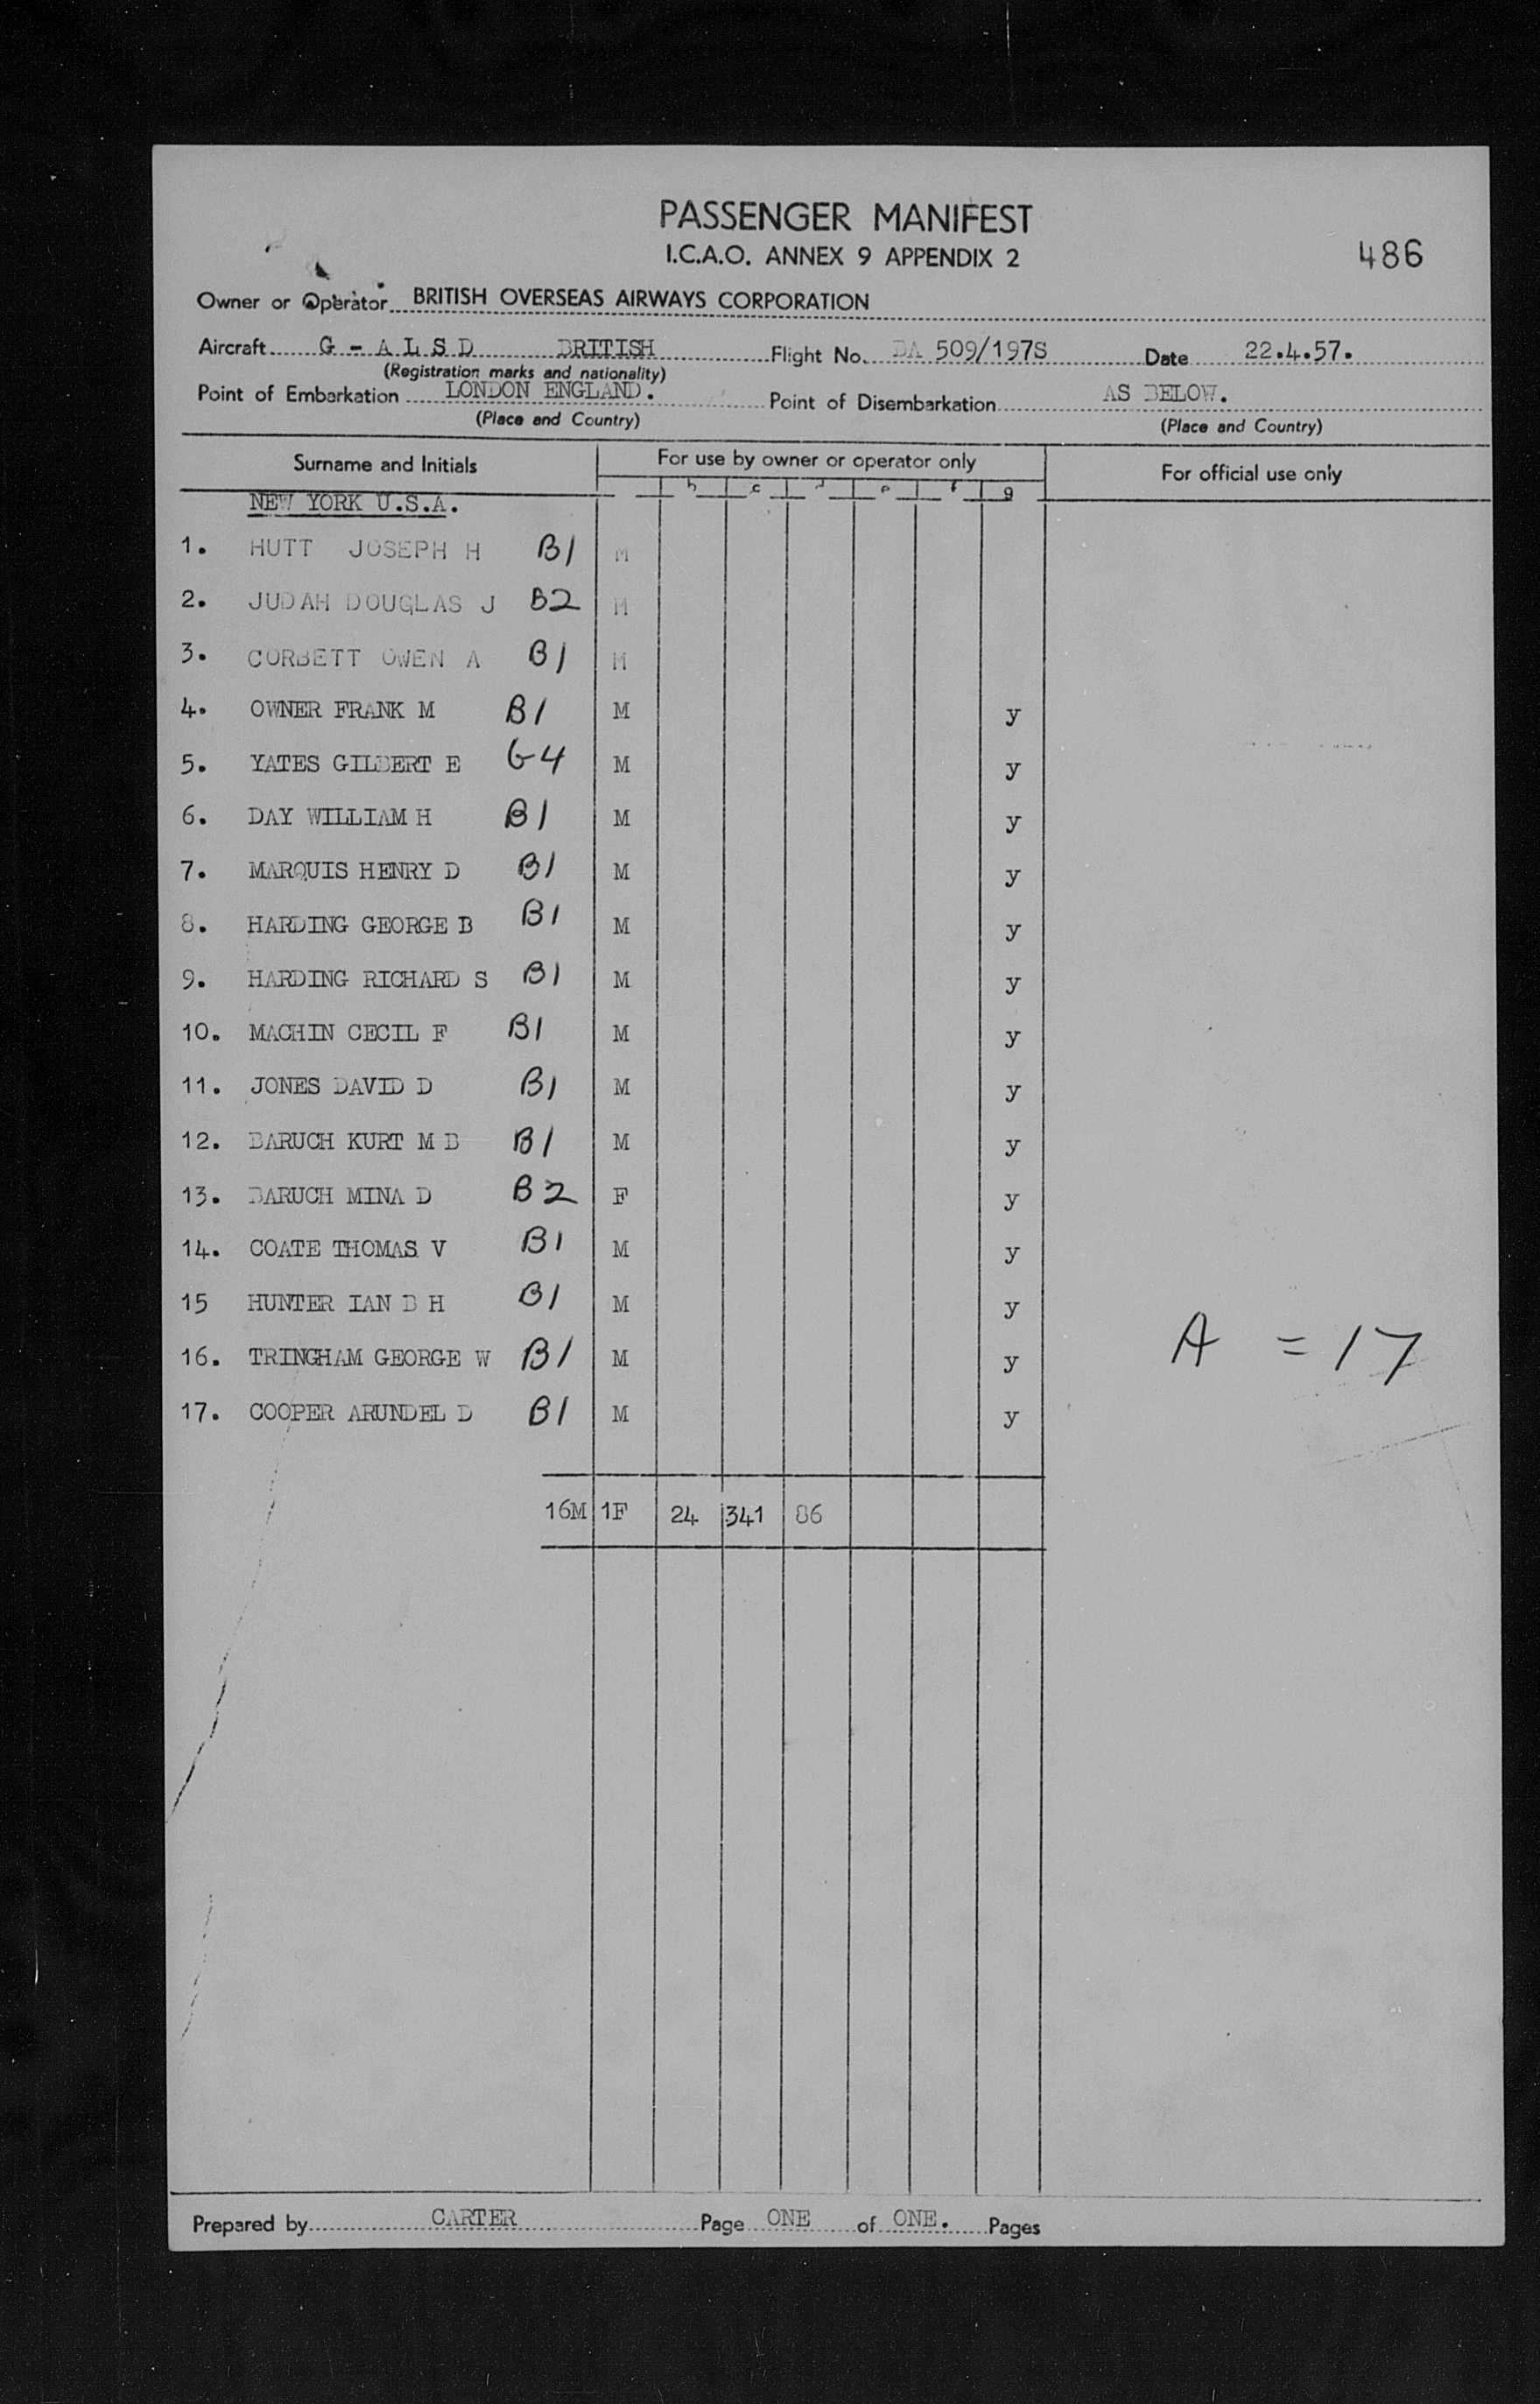 PASSENGER MANIFEST
I.C.A.O. ANNEX 9 APPENDIX 2
486
Owner or Operator BRITISH OVERSEAS AIRWAYS CORPORATION
Aircraft G - A L S D BRITISH Flight No. BA 509/197S Date 22.4.57.
(Registration marks and nationality)
Point of Embarkation LONDON ENGLAND. Point of Disembarkation AS BELOW.
(Place and Country) (Place and Country)
Surname and Initials For use by owner or operator only For official use only
b c d e f g
NEW YORK U.S.A.
1. HUTT JOSEPH H B1 M
2. JUDAH DOUGLAS J B2 M
3. CORBETT OWEN A B1 M
4. OWNER FRANK M B1 M y
5. YATES GILBERT E G4 M y
6. DAY WILLIAM H B1 M y
7. MARQUIS HENRY D B1 M y
8. HARDING GEORGE B B1 M y
9. HARDING RICHARD S B1 M y
10. MACHIN CECIL F B1 M y
11. JONES DAVID D B1 M y
12. BARUCH KURT M B B1 M y
13. BARUCH MINA D B2 F y
14. COATE THOMAS V B1 M y
15 HUNTER IAN B H B1 M y
16. TRINGHAM GEORGE W B1 M y
A = 17
17. COOPER ARUNDEL D B1 M y
16M 1F 24 341 86
Prepared by CARTER Page ONE of ONE. Pages